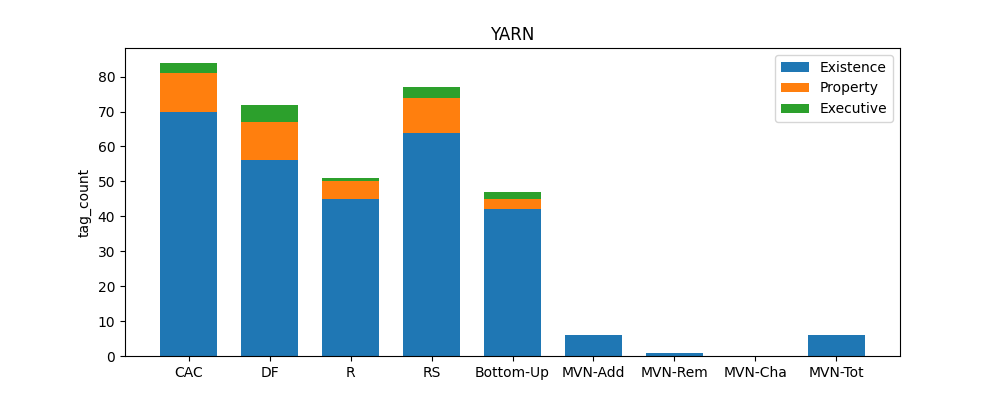 YARN
Existence
Property
Executive
tag_count
80
70
60
50
40
30
20
10
0
CAC DF R RS Bottom-Up MVN-Add MVN-Rem MVN-Cha MVN-Tot